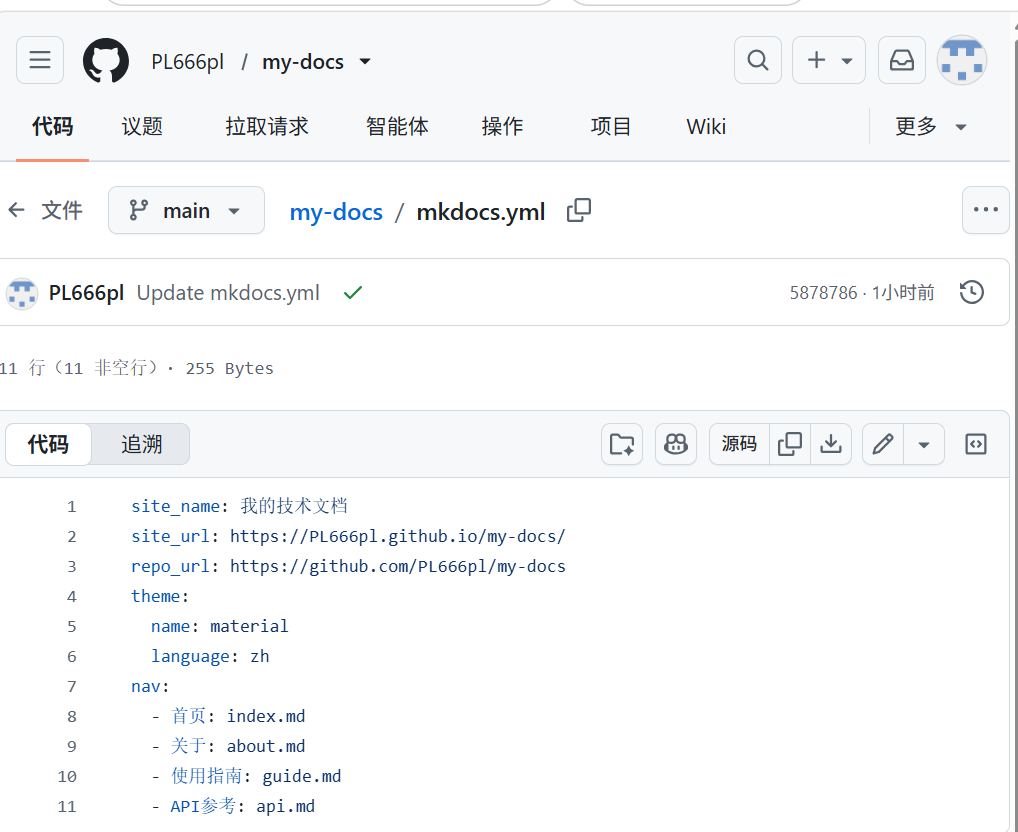 PL666pl / my-docs
代码 议题 拉取请求 智能体 操作 项目 Wiki 更多
文件 main my-docs / mkdocs.yml
PL666pl Update mkdocs.yml 5878786 · 1小时前
11 行（11 非空行）· 255 Bytes
代码 追溯 源码
1 site_name: 我的技术文档
2 site_url: https://PL666pl.github.io/my-docs/
3 repo_url: https://github.com/PL666pl/my-docs
4 theme:
5   name: material
6   language: zh
7 nav:
8   - 首页: index.md
9   - 关于: about.md
10   - 使用指南: guide.md
11   - API参考: api.md